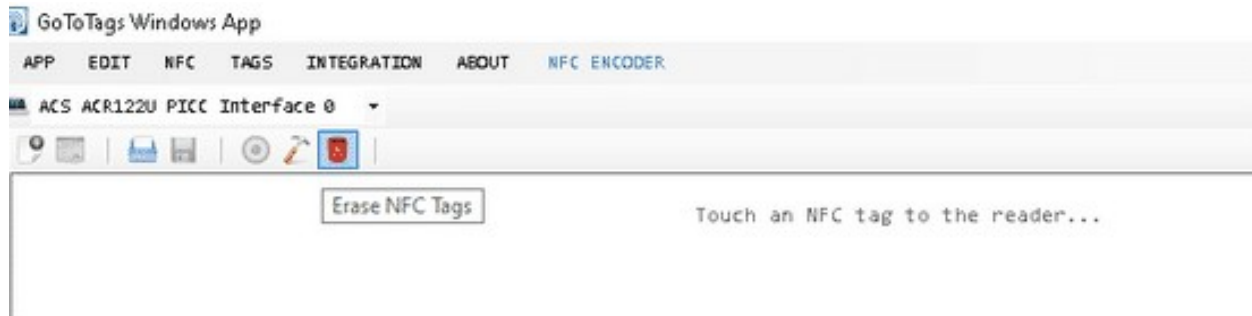 GoToTags Windows App
APP EDIT NFC TAGS INTEGRATION ABOUT NFC ENCODER
ACS ACR122U PICC Interface 0
Erase NFC Tags
Touch an NFC tag to the reader...